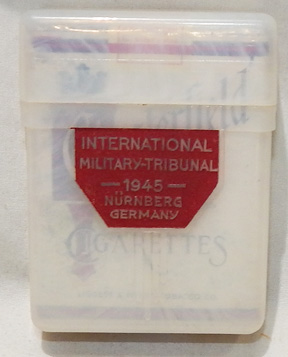 INTERNATIONAL
MILITARY-TRIBUNAL
— 1945 —
NÜRNBERG
GERMANY
CIGARETTES